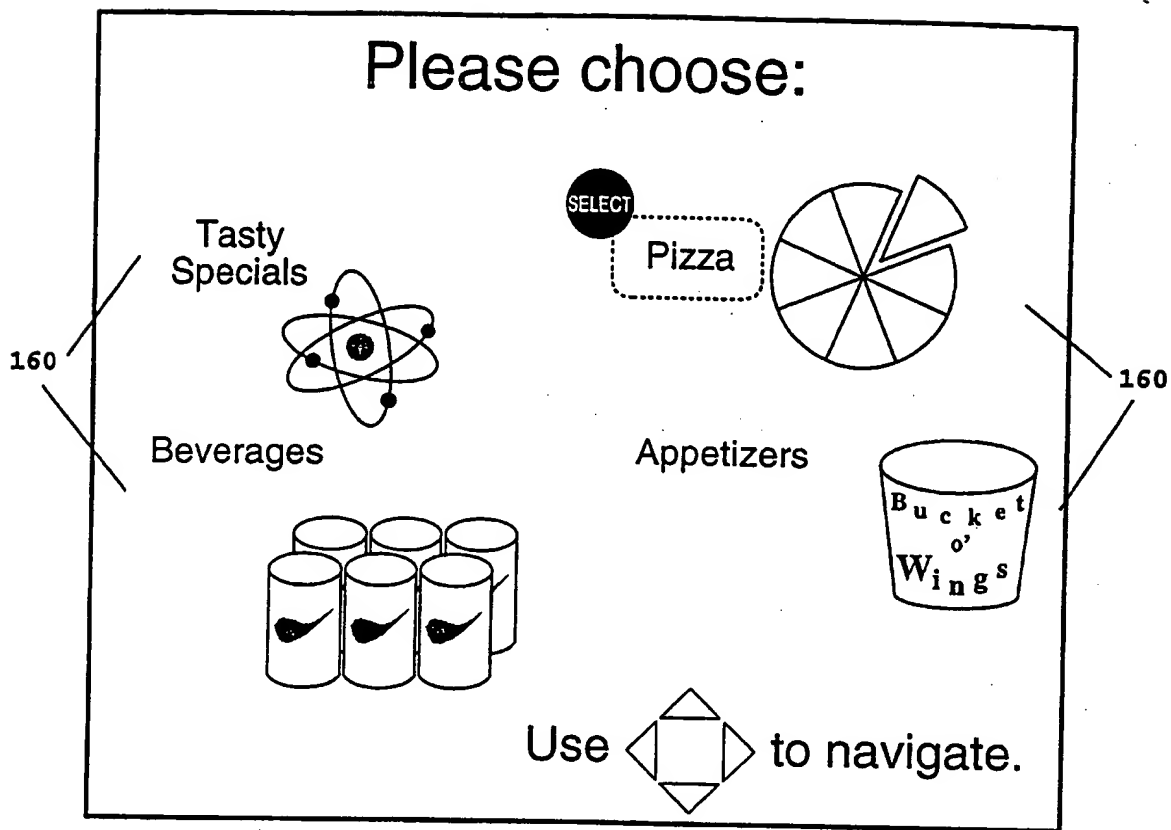 Please choose:
SELECT
Pizza
Tasty
Specials
160
160
Beverages
Appetizers
Bucket
o'
Wings
Use to navigate.